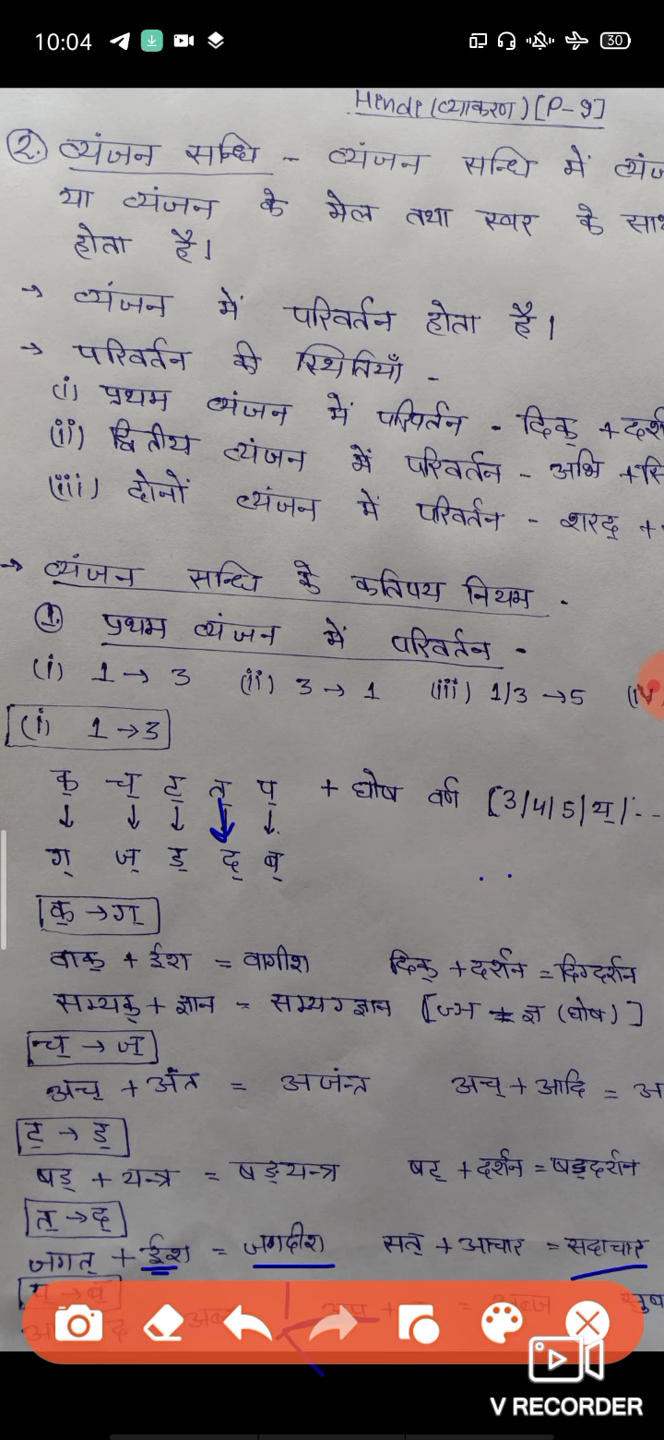 10:04
30
Hende (व्याकरण) [P-9]
2. व्यंजन सन्धि - व्यंजन सन्धि में
या व्यंजन के मेल तथा स्वर के
होता है।
→ व्यंजन में परिवर्तन होता है।
→ परिवर्तन की स्थितियाँ -
(i) प्रथम व्यंजन में परिवर्तन - दिक् +
(ii) द्वितीय व्यंजन में परिवर्तन - अभि +
(iii) दोनों व्यंजन में परिवर्तन - शरद् +
→ व्यंजन सन्धि के कतिपय नियम -
1. प्रथम व्यंजन में परिवर्तन -
(i) 1 → 3 (ii) 3 → 1 (iii) 1/3 → 5 (iv)
(i) 1 → 3
क् च् ट् त् प् + घोष वर्ण [3/4/5/य्/--
↓ ↓ ↓ ↓ ↓
ग् ज् ड् द् ब्
क् → ग्
वाक् + ईश = वागीश दिक् + दर्शन = दिग्दर्शन
सम्यक् + ज्ञान = सम्यग्ज्ञान [ज्ञ (घोष)]
च् → ज्
अच् + अंत = अजंन्त अच् + आदि =
ट् → ड्
षड् + यन्त्र = षड्यन्त्र षट् + दर्शन = षड्दर्शन
त् → द्
जगत् + ईश = जगदीश सत् + आचार = सदाचार
V RECORDER